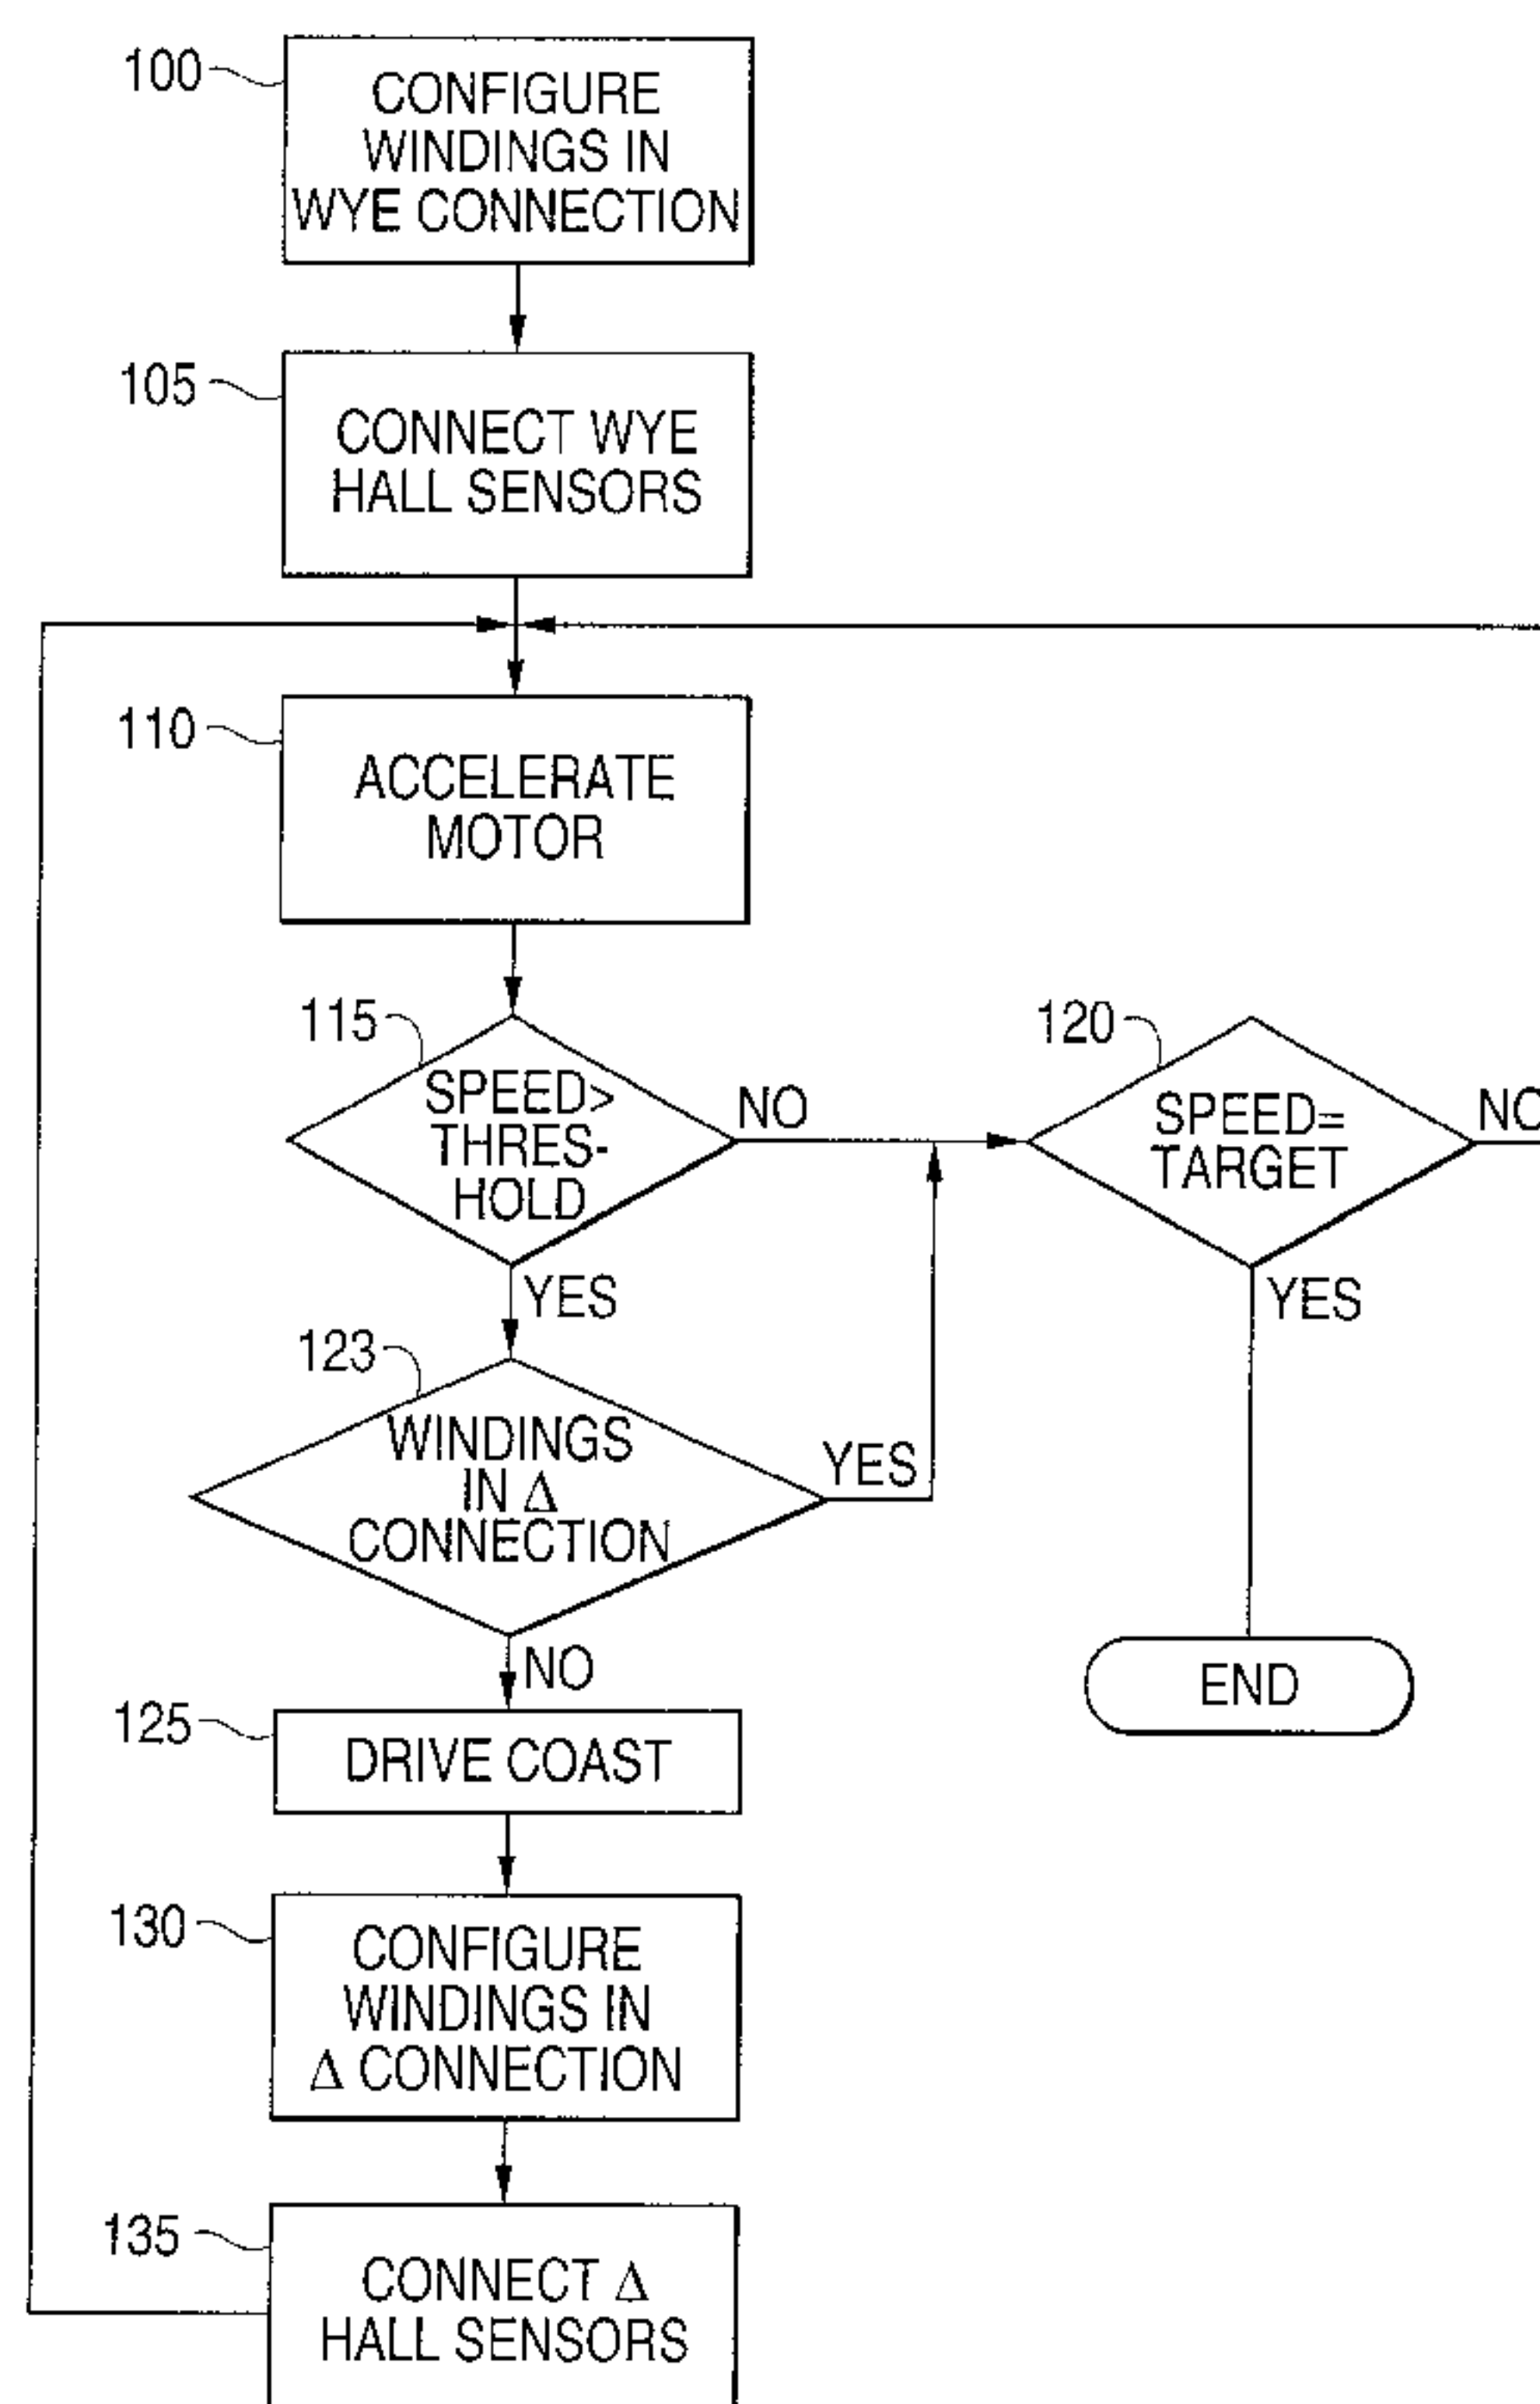 100
CONFIGURE
WINDINGS IN
WYE CONNECTION
105
CONNECT WYE
HALL SENSORS
110
ACCELERATE
MOTOR
115
SPEED>
THRES-
HOLD
NO
YES
120
SPEED=
TARGET
NO
YES
123
WINDINGS
IN Δ
CONNECTION
YES
NO
END
125
DRIVE COAST
130
CONFIGURE
WINDINGS IN
Δ CONNECTION
135
CONNECT Δ
HALL SENSORS